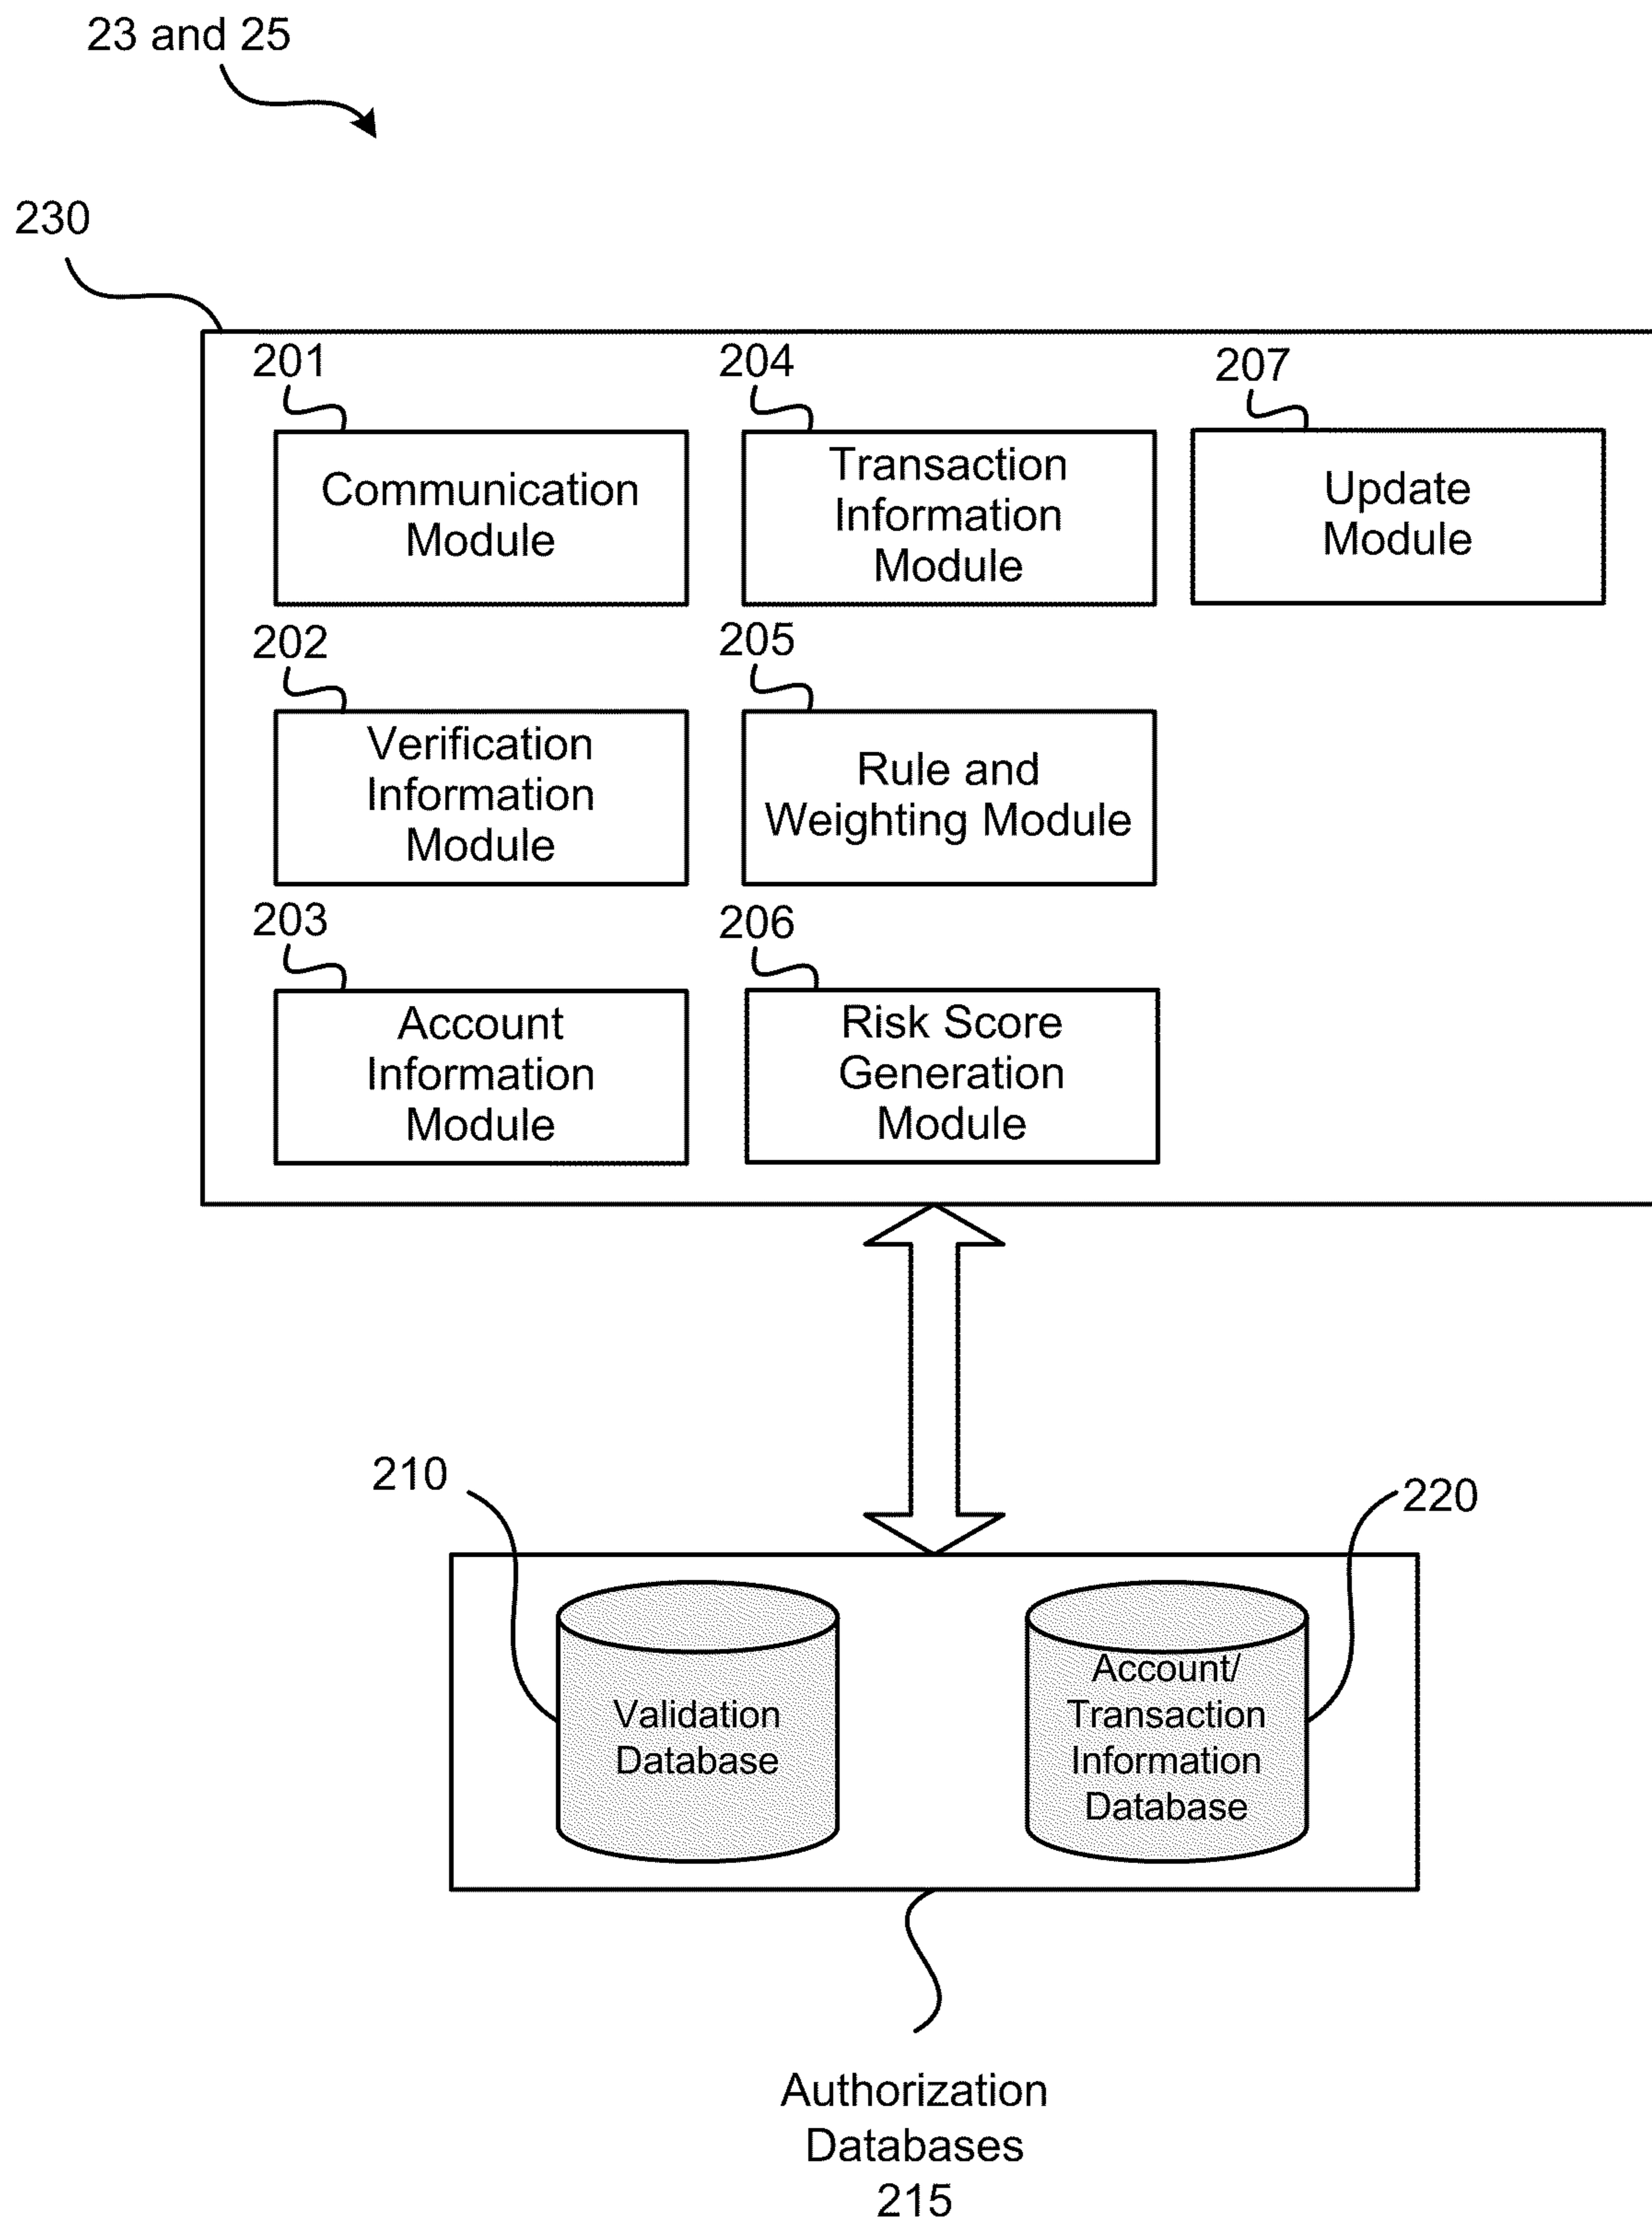 23 and 25
230
201
Communication
Module
204
Transaction
Information
Module
207
Update
Module
202
Verification
Information
Module
205
Rule and
Weighting Module
203
Account
Information
Module
206
Risk Score
Generation
Module
210
220
Validation
Database
Account/
Transaction
Information
Database
Authorization
Databases
215